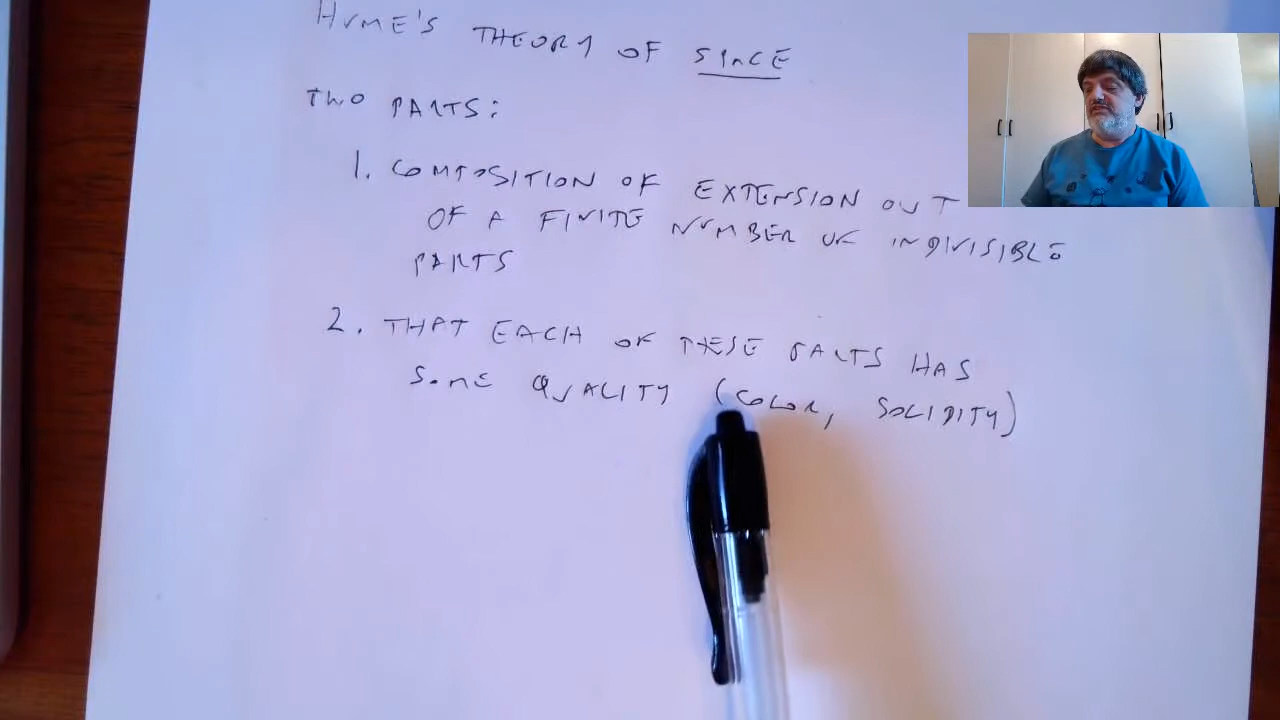 HUME'S THEORY OF SPACE
TWO PARTS:
1. COMPOSITION OF EXTENSION OUT
OF A FINITE NUMBER OF INDIVISIBLE
PARTS
2. THAT EACH OF THESE PARTS HAS
SOME QUALITY (COLOR, SOLIDITY)